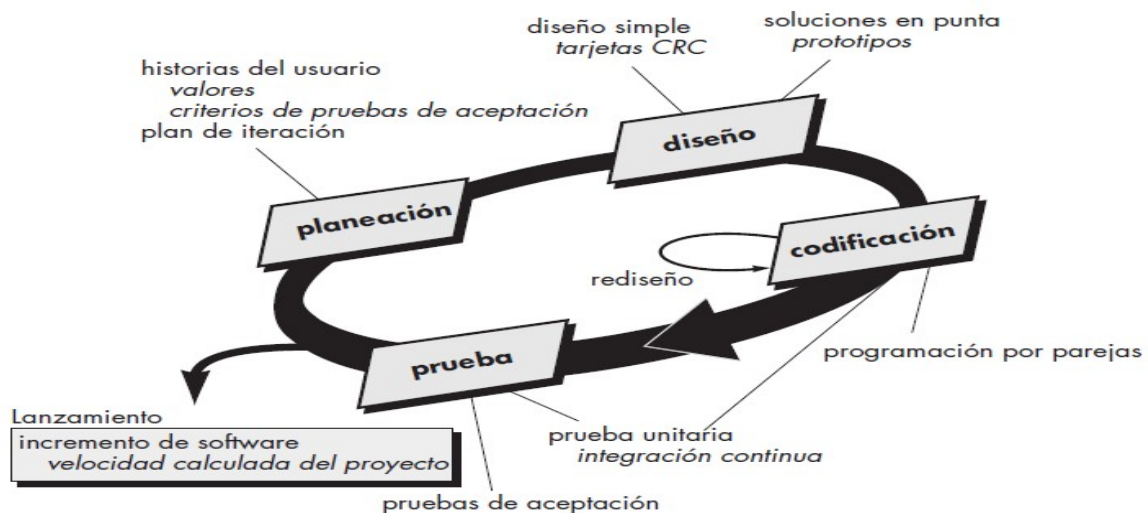 diseño simple
tarjetas CRC
soluciones en punta
prototipos
historias del usuario
valores
criterios de pruebas de aceptación
plan de iteración
diseño
planeación
codificación
rediseño
prueba
programación por parejas
Lanzamiento
incremento de software
velocidad calculada del proyecto
prueba unitaria
integración continua
pruebas de aceptación